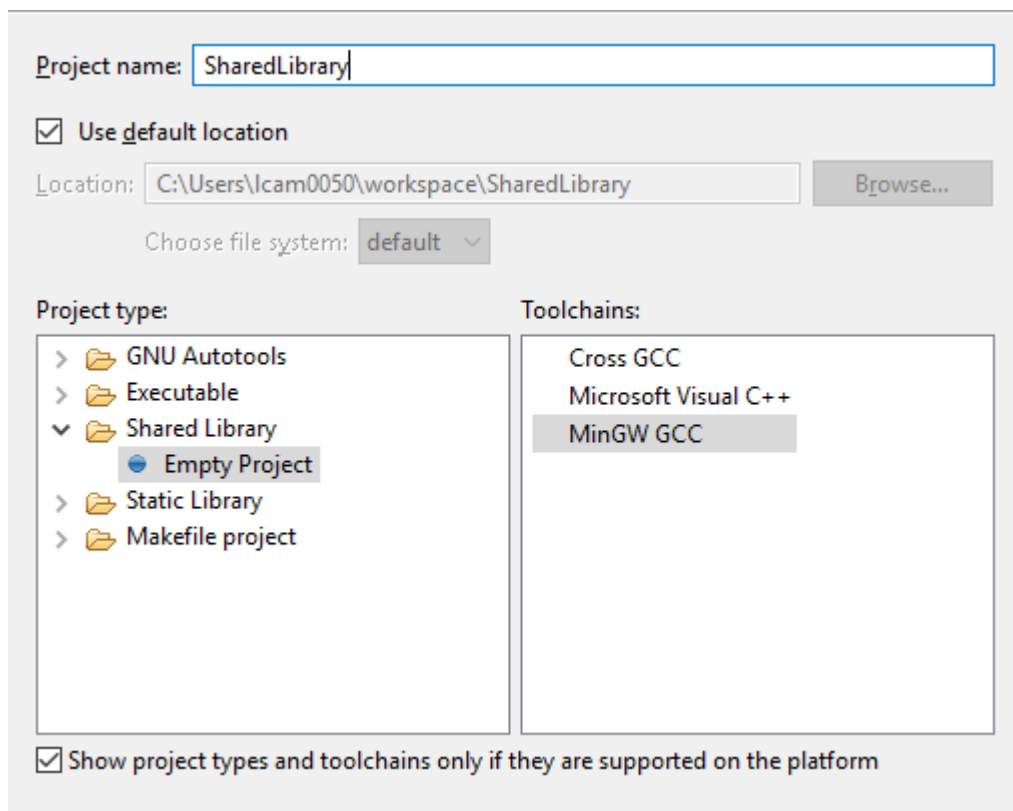 Project name: SharedLibrary
Use default location
Location: C:\Users\lcam0050\workspace\SharedLibrary Browse...
Choose file system: default
Project type: Toolchains:
GNU Autotools
Executable
Shared Library
Empty Project
Static Library
Makefile project
Cross GCC
Microsoft Visual C++
MinGW GCC
Show project types and toolchains only if they are supported on the platform